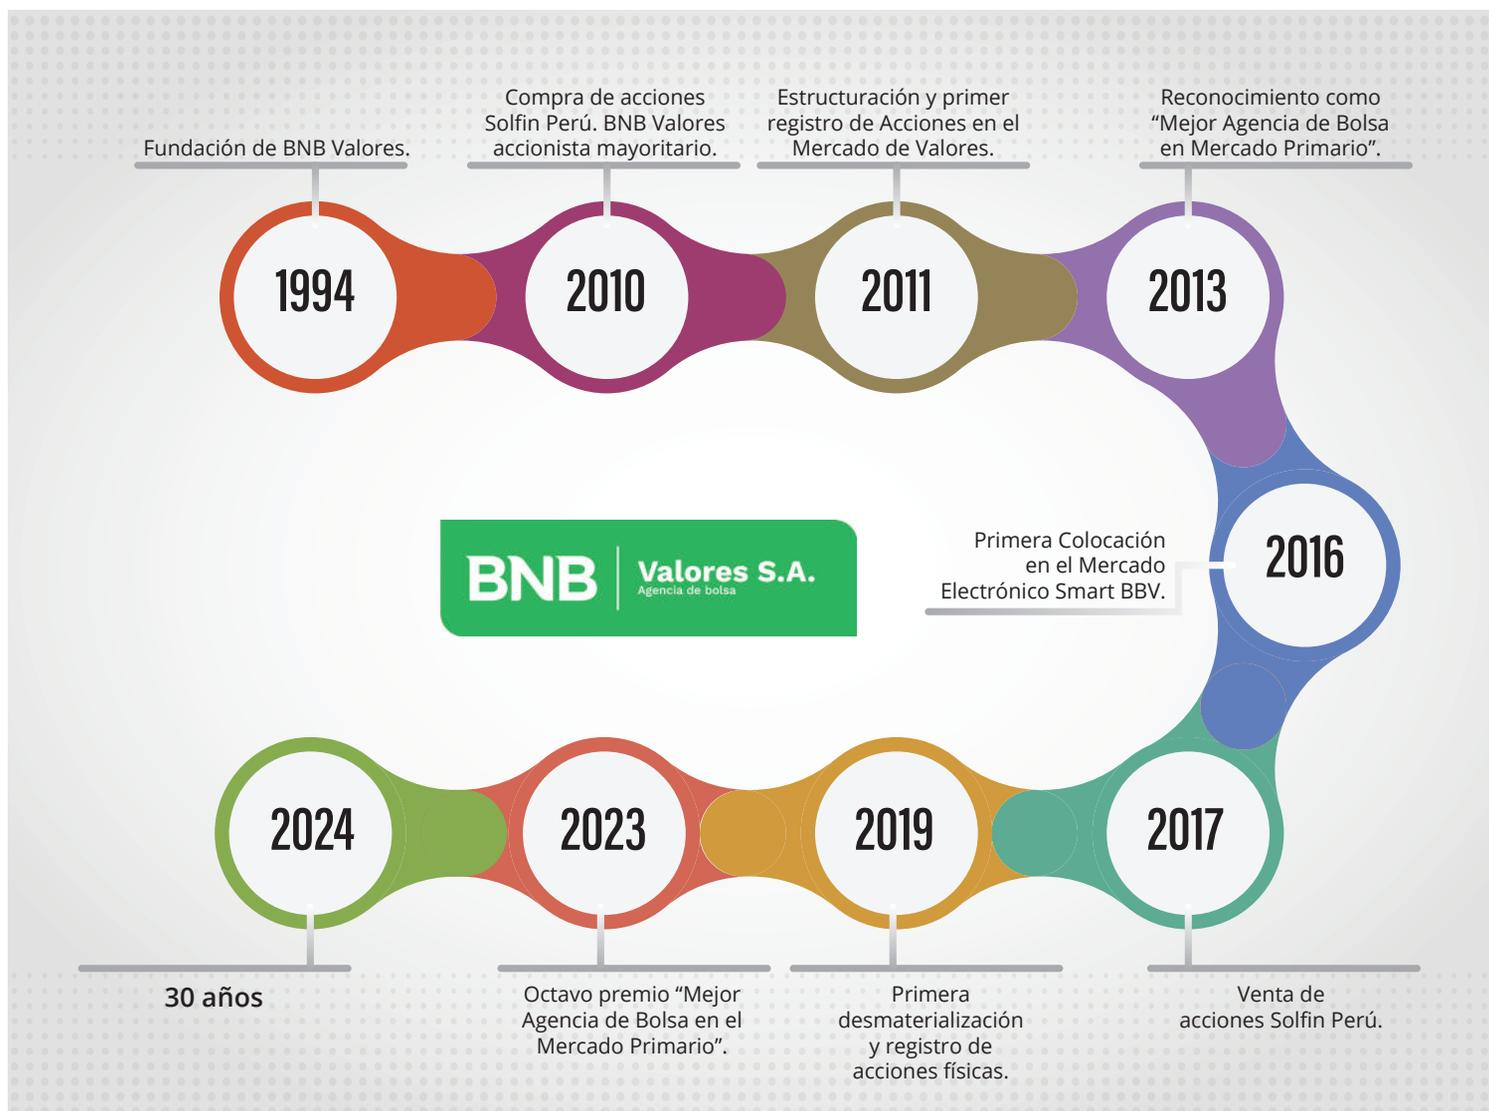 Fundación de BNB Valores.
1994
Compra de acciones
Solfin Perú. BNB Valores
accionista mayoritario.
2010
Estructuración y primer
registro de Acciones en el
Mercado de Valores.
2011
Reconocimiento como
“Mejor Agencia de Bolsa
en Mercado Primario”.
2013
BNB
Valores S.A.
Agencia de bolsa
Primera Colocación
en el Mercado
Electrónico Smart BBV.
2016
2017
Venta de
acciones Solfin Perú.
2019
Primera
desmaterialización
y registro de
acciones físicas.
2023
Octavo premio “Mejor
Agencia de Bolsa en el
Mercado Primario”.
2024
30 años